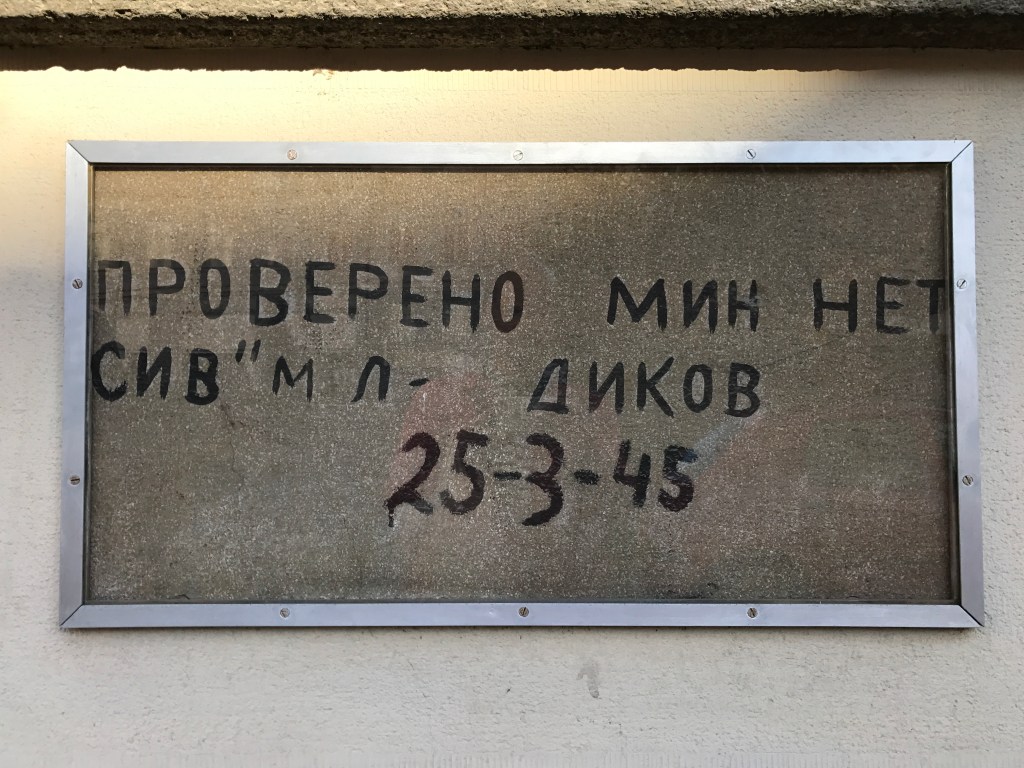 ПРОВЕРЕНО МИН НЕТ
СИВ"М Л- ДИКОВ
25-3-45